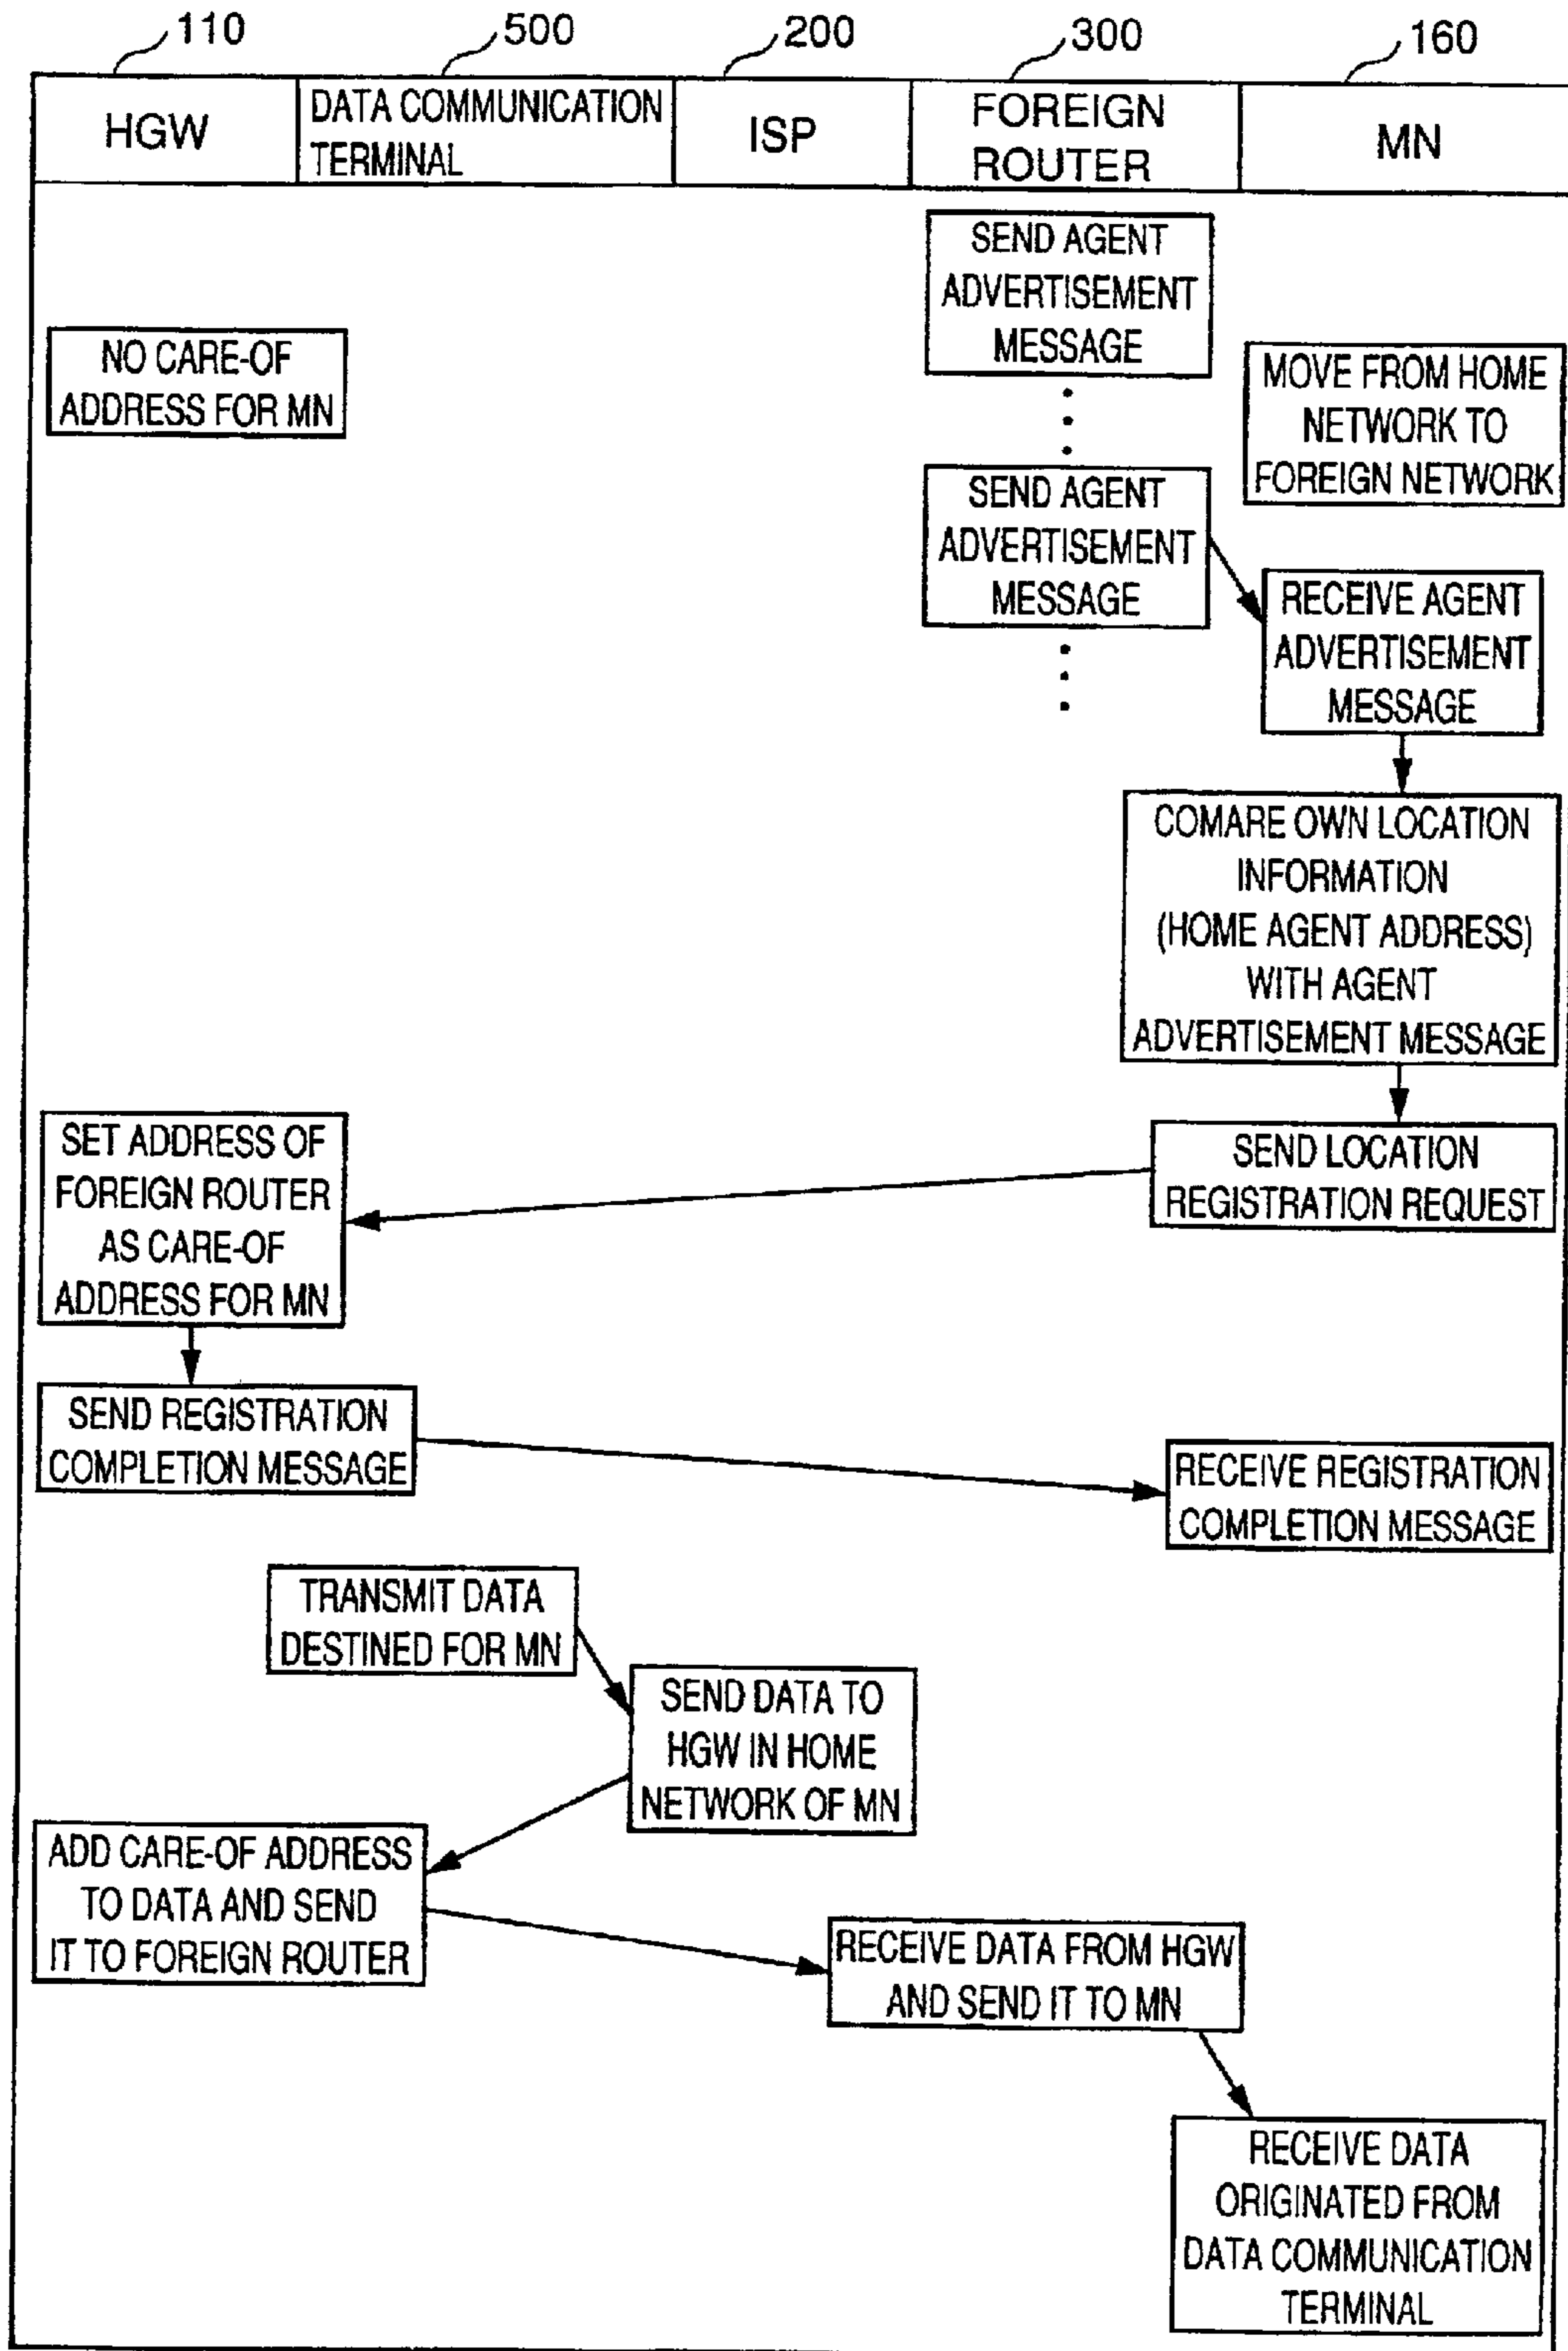 110
500
200
300
160
HGW
DATA COMMUNICATION
TERMINAL
ISP
FOREIGN
ROUTER
MN
SEND AGENT
ADVERTISEMENT
MESSAGE
NO CARE-OF
ADDRESS FOR MN
MOVE FROM HOME
NETWORK TO
FOREIGN NETWORK
SEND AGENT
ADVERTISEMENT
MESSAGE
RECEIVE AGENT
ADVERTISEMENT
MESSAGE
COMARE OWN LOCATION
INFORMATION
(HOME AGENT ADDRESS)
WITH AGENT
ADVERTISEMENT MESSAGE
SEND LOCATION
REGISTRATION REQUEST
SET ADDRESS OF
FOREIGN ROUTER
AS CARE-OF
ADDRESS FOR MN
SEND REGISTRATION
COMPLETION MESSAGE
RECEIVE REGISTRATION
COMPLETION MESSAGE
TRANSMIT DATA
DESTINED FOR MN
SEND DATA TO
HGW IN HOME
NETWORK OF MN
ADD CARE-OF ADDRESS
TO DATA AND SEND
IT TO FOREIGN ROUTER
RECEIVE DATA FROM HGW
AND SEND IT TO MN
RECEIVE DATA
ORIGINATED FROM
DATA COMMUNICATION
TERMINAL